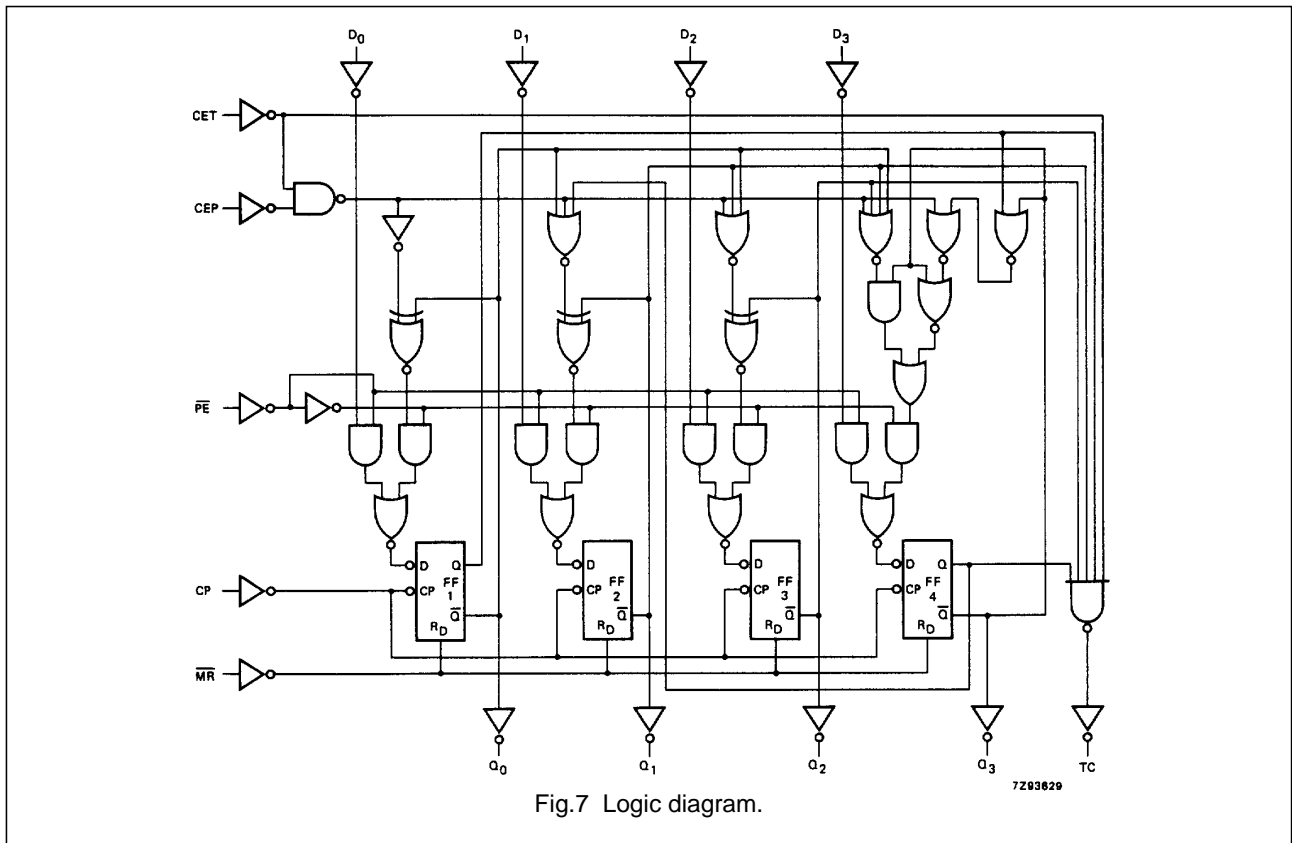 D0 D1 D2 D3
CET
CEP
PE
CP
MR
D Q
CP FF 1
RD Q
D
CP FF 2
RD Q
D
CP FF 3
RD Q
D Q
CP FF 4
RD Q
Q0 Q1 Q2 Q3 TC
7Z93629
Fig.7 Logic diagram.